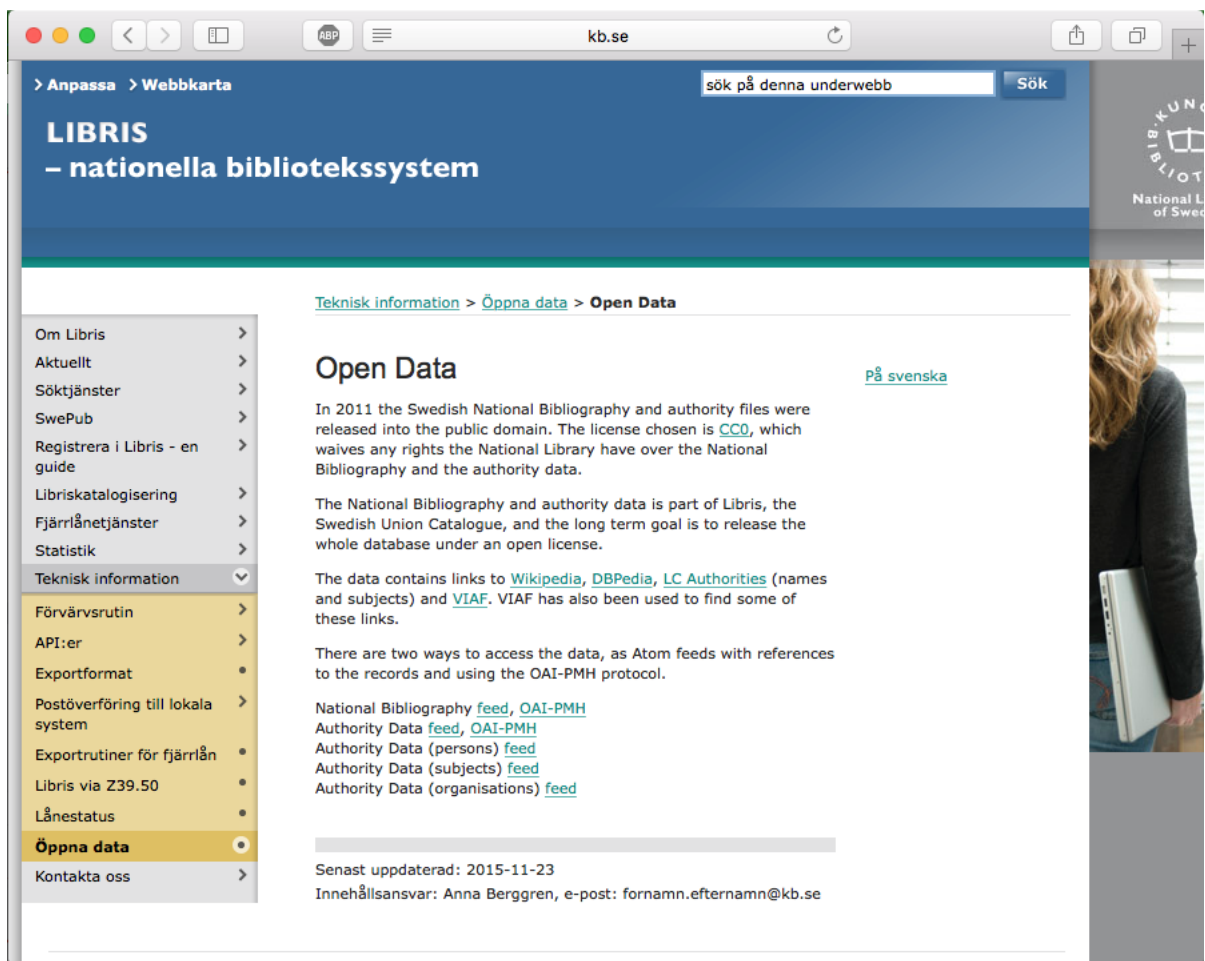 ABP
kb.se
> Anpassa > Webbkarta
sök på denna underwebb
Sök
LIBRIS
– nationella bibliotekssystem
National L
of Swed
Teknisk information > Öppna data > Open Data
Om Libris
Aktuellt
Söktjänster
SwePub
Registrera i Libris - en
guide
Libriskatalogisering
Fjärrlånetjänster
Statistik
Teknisk information
Förvärvsrutin
API:er
Exportformat
Postöverföring till lokala
system
Exportrutiner för fjärrlån
Libris via Z39.50
Lånestatus
Öppna data
Kontakta oss
Open Data
På svenska
In 2011 the Swedish National Bibliography and authority files were
released into the public domain. The license chosen is CC0, which
waives any rights the National Library have over the National
Bibliography and the authority data.
The National Bibliography and authority data is part of Libris, the
Swedish Union Catalogue, and the long term goal is to release the
whole database under an open license.
The data contains links to Wikipedia, DBPedia, LC Authorities (names
and subjects) and VIAF. VIAF has also been used to find some of
these links.
There are two ways to access the data, as Atom feeds with references
to the records and using the OAI-PMH protocol.
National Bibliography feed, OAI-PMH
Authority Data feed, OAI-PMH
Authority Data (persons) feed
Authority Data (subjects) feed
Authority Data (organisations) feed
Senast uppdaterad: 2015-11-23
Innehållsansvar: Anna Berggren, e-post: fornamn.efternamn@kb.se